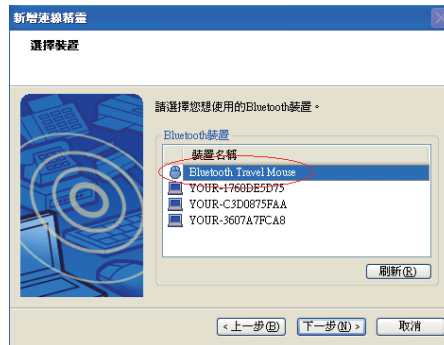 新增連線精靈
選擇裝置
請選擇您想使用的Bluetooth裝置。
Bluetooth裝置
裝置名稱
Bluetooth Travel Mouse
YOUR-1760DE5D75
YOUR-C3D0875FAA
YOUR-3607A7FCA8
刷新(R)
<上一步(B) 下一步(N)> 取消